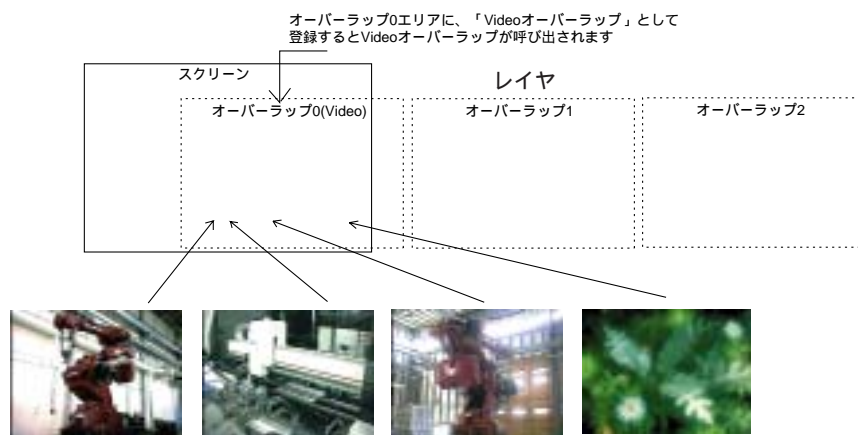 オーバーラップ0エリアに、「Videoオーバーラップ」として
登録するとVideoオーバーラップが呼び出されます
スクリーン
レイヤ
オーバーラップ0(Video)
オーバーラップ1
オーバーラップ2